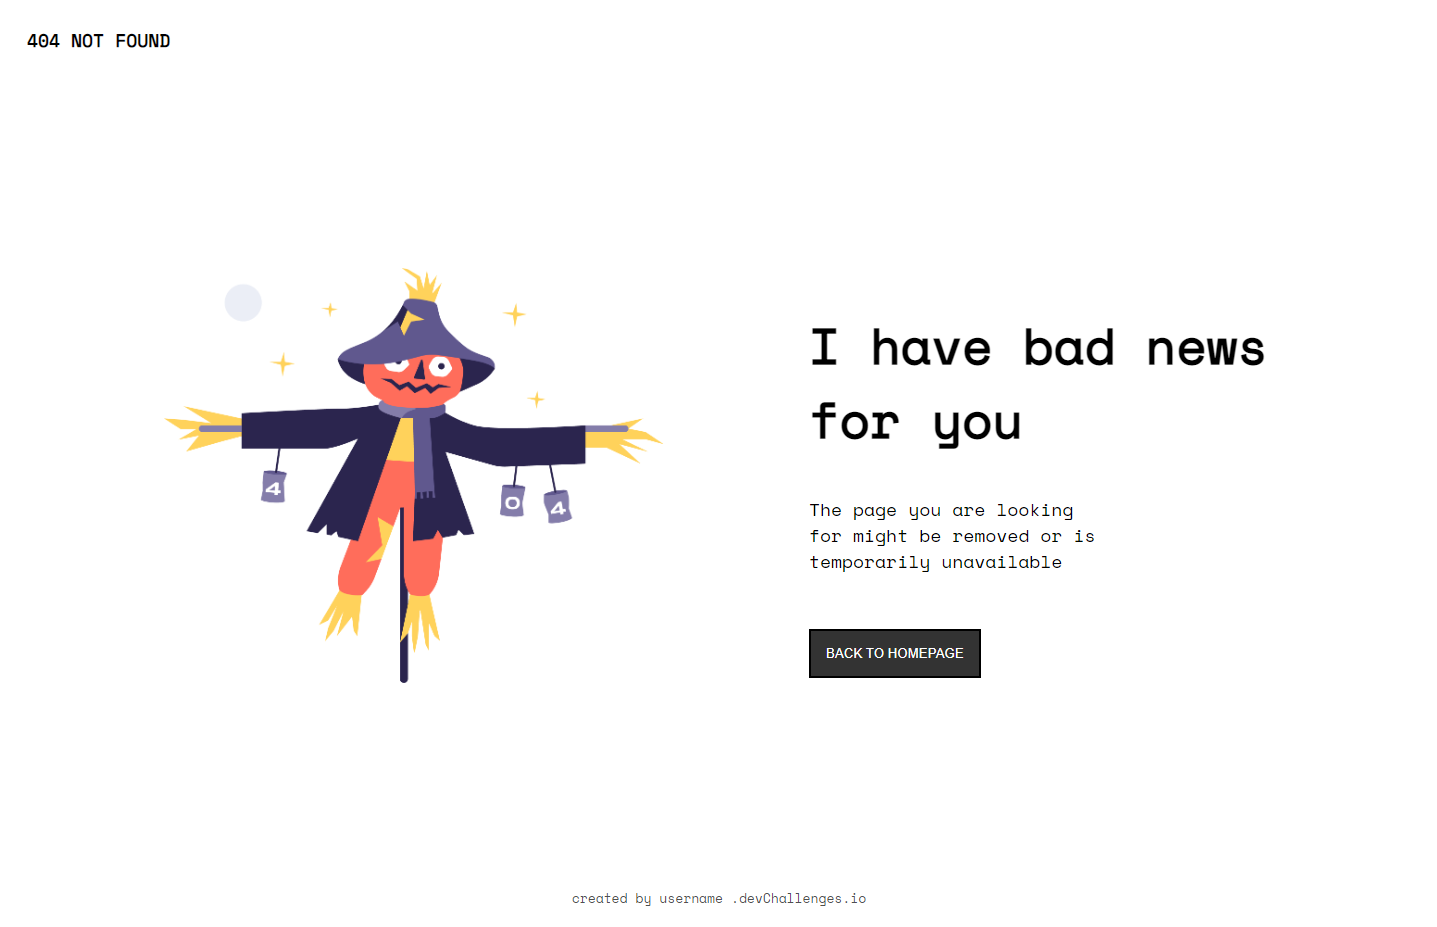 404 NOT FOUND
I have bad news
for you
The page you are looking
for might be removed or is
temporarily unavailable
BACK TO HOMEPAGE
4
0
4
created by username .devChallenges.io